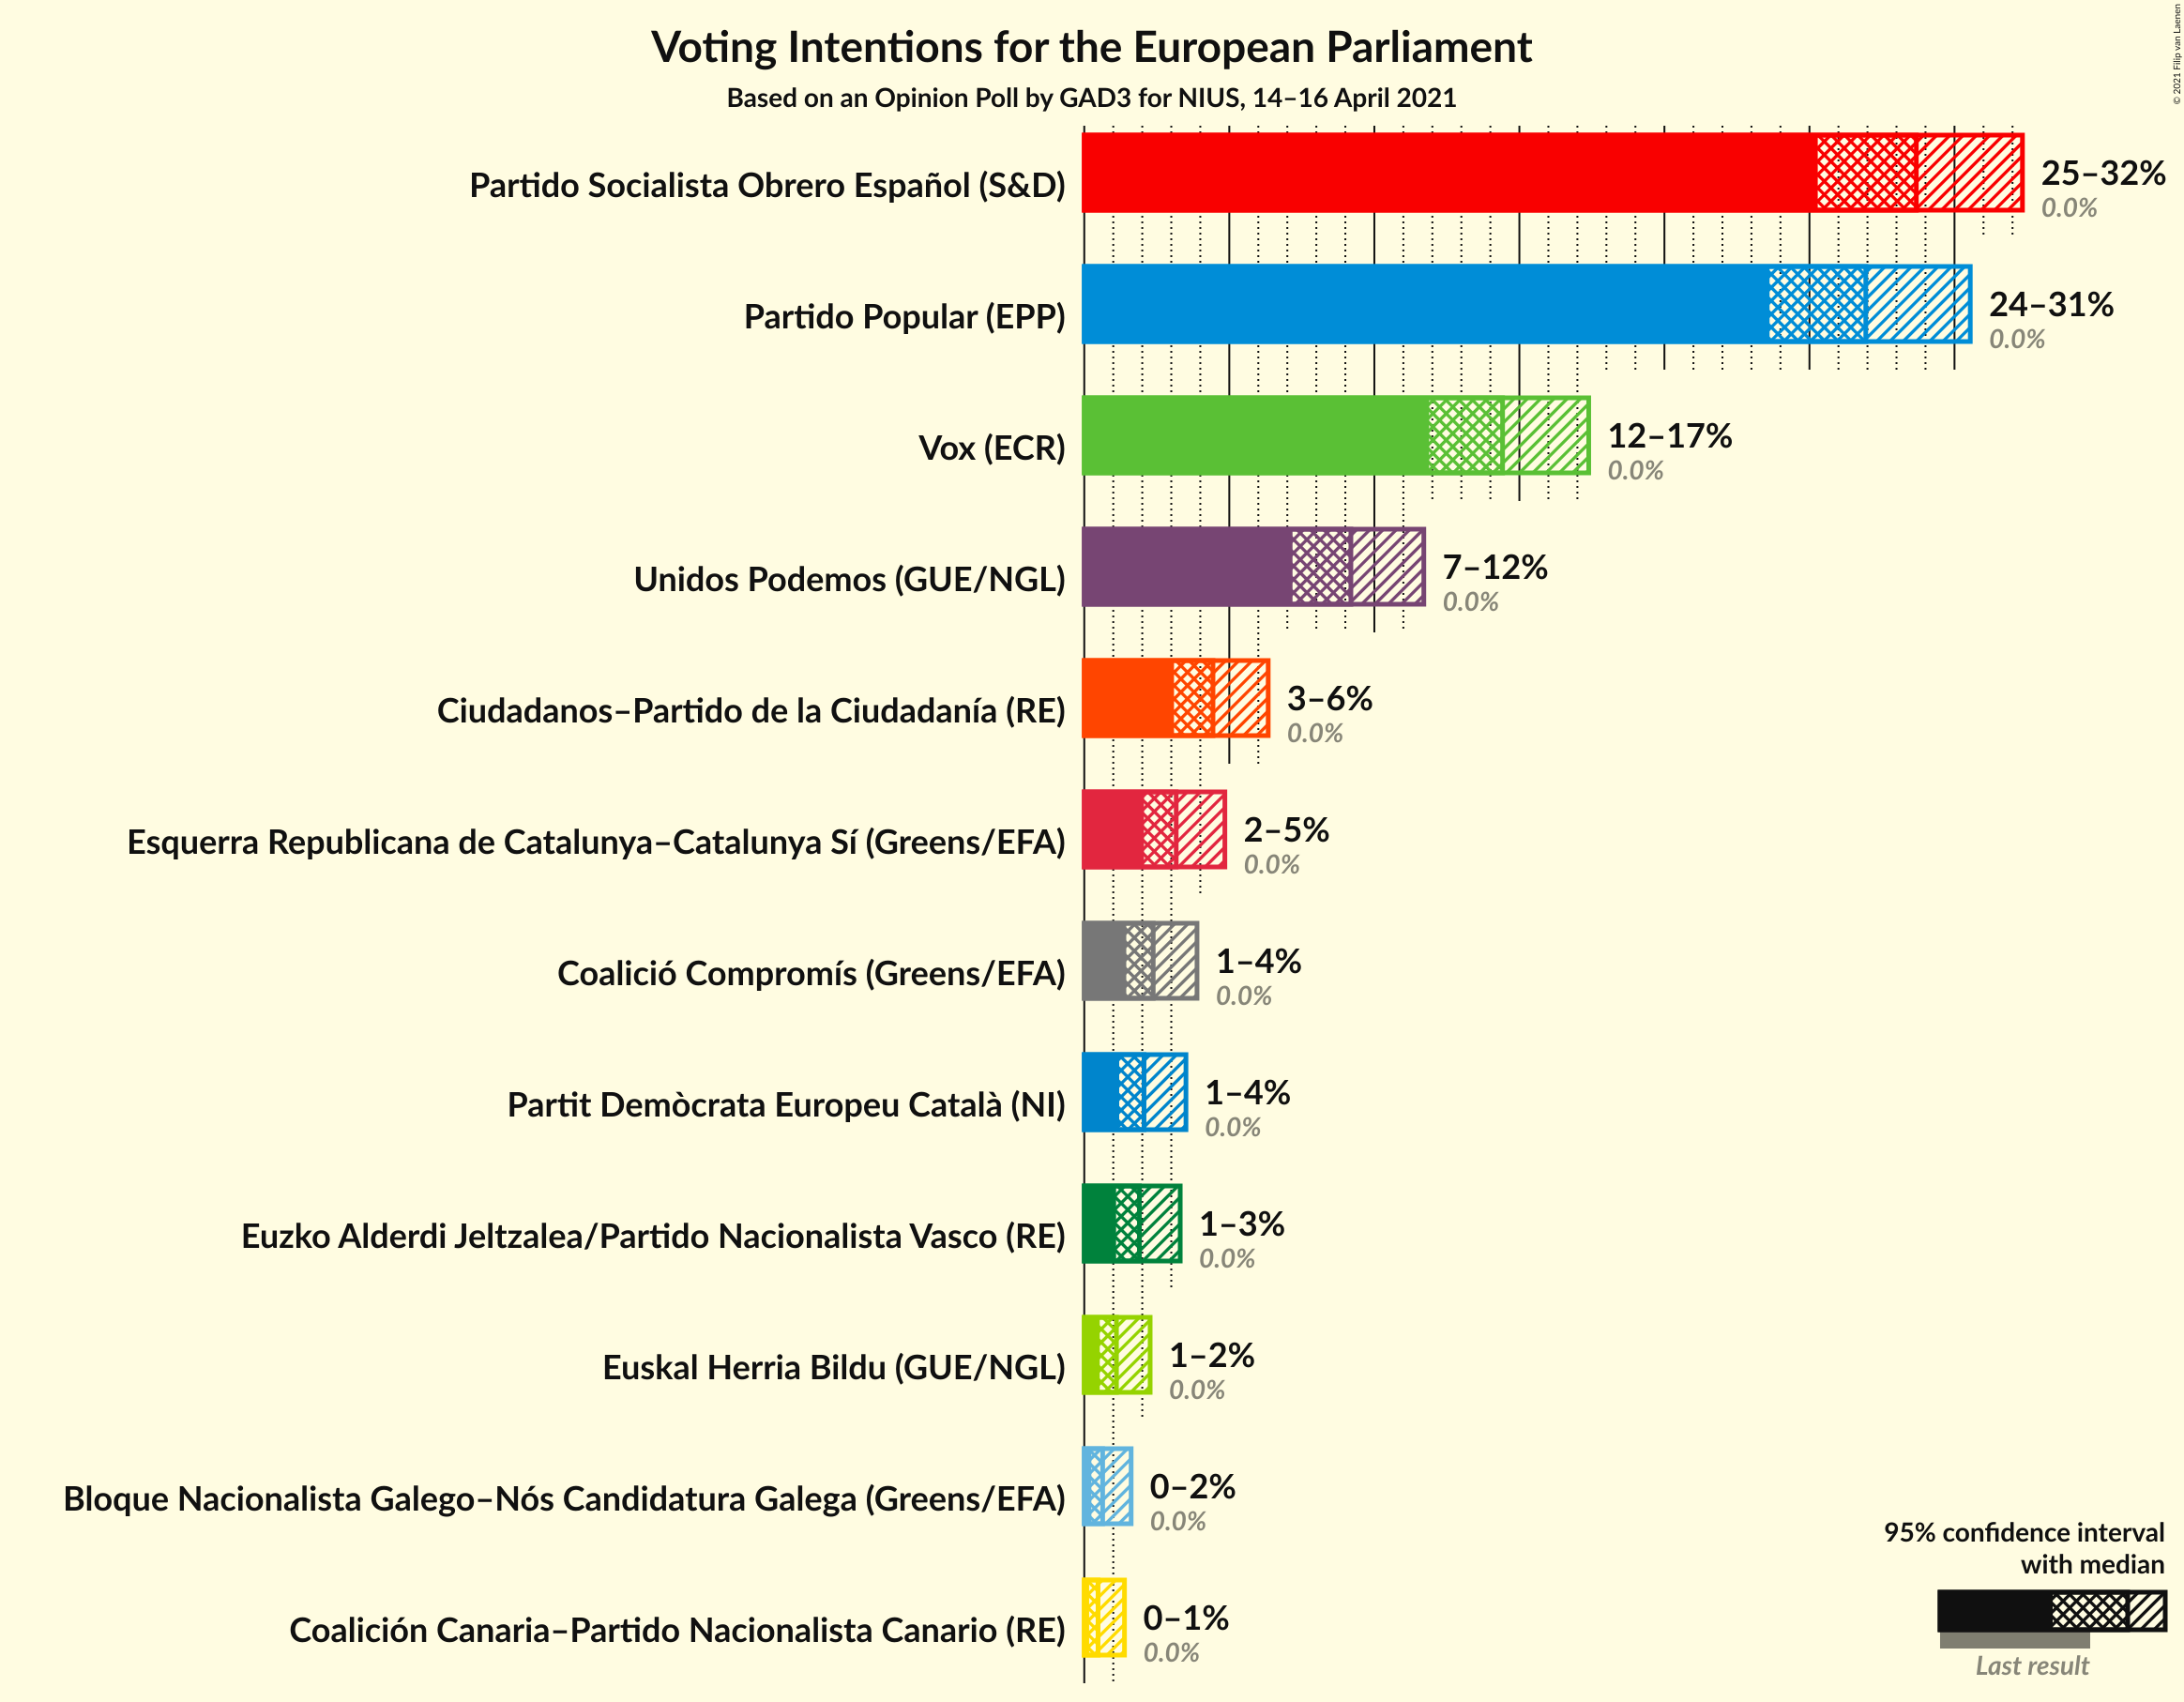 © 2021 Filip van Laenen
Voting Intentions for the European Parliament
Based on an Opinion Poll by GAD3 for NIUS, 14–16 April 2021
Partido Socialista Obrero Español (S&D)
25–32%
0.0%
Partido Popular (EPP)
24–31%
0.0%
Vox (ECR)
12–17%
0.0%
Unidos Podemos (GUE/NGL)
7–12%
0.0%
Ciudadanos–Partido de la Ciudadanía (RE)
3–6%
0.0%
Esquerra Republicana de Catalunya–Catalunya Sí (Greens/EFA)
2–5%
0.0%
Coalició Compromís (Greens/EFA)
1–4%
0.0%
Partit Demòcrata Europeu Català (NI)
1–4%
0.0%
Euzko Alderdi Jeltzalea/Partido Nacionalista Vasco (RE)
1–3%
0.0%
Euskal Herria Bildu (GUE/NGL)
1–2%
0.0%
Bloque Nacionalista Galego–Nós Candidatura Galega (Greens/EFA)
0–2%
0.0%
Coalición Canaria–Partido Nacionalista Canario (RE)
0–1%
0.0%
95% confidence interval
with median
Last result